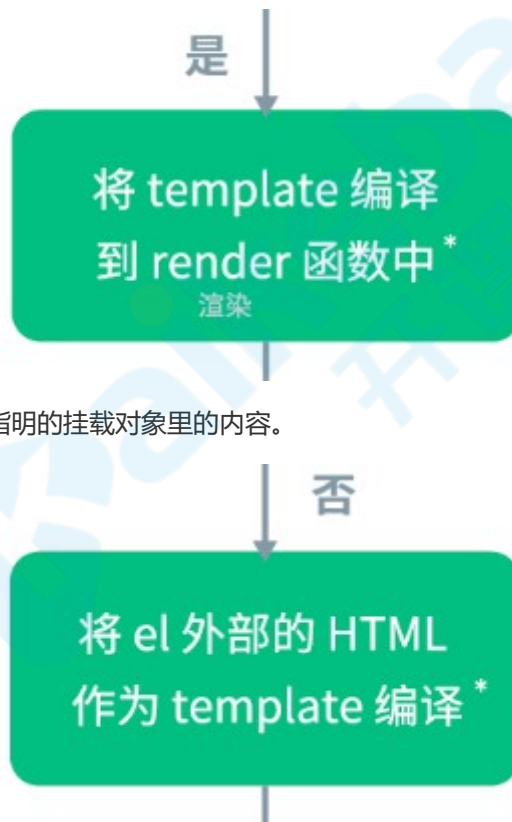 是
将 template 编译
到 render 函数中*
渲染
指明的挂载对象里的内容。
否
将 el 外部的 HTML
作为 template 编译*